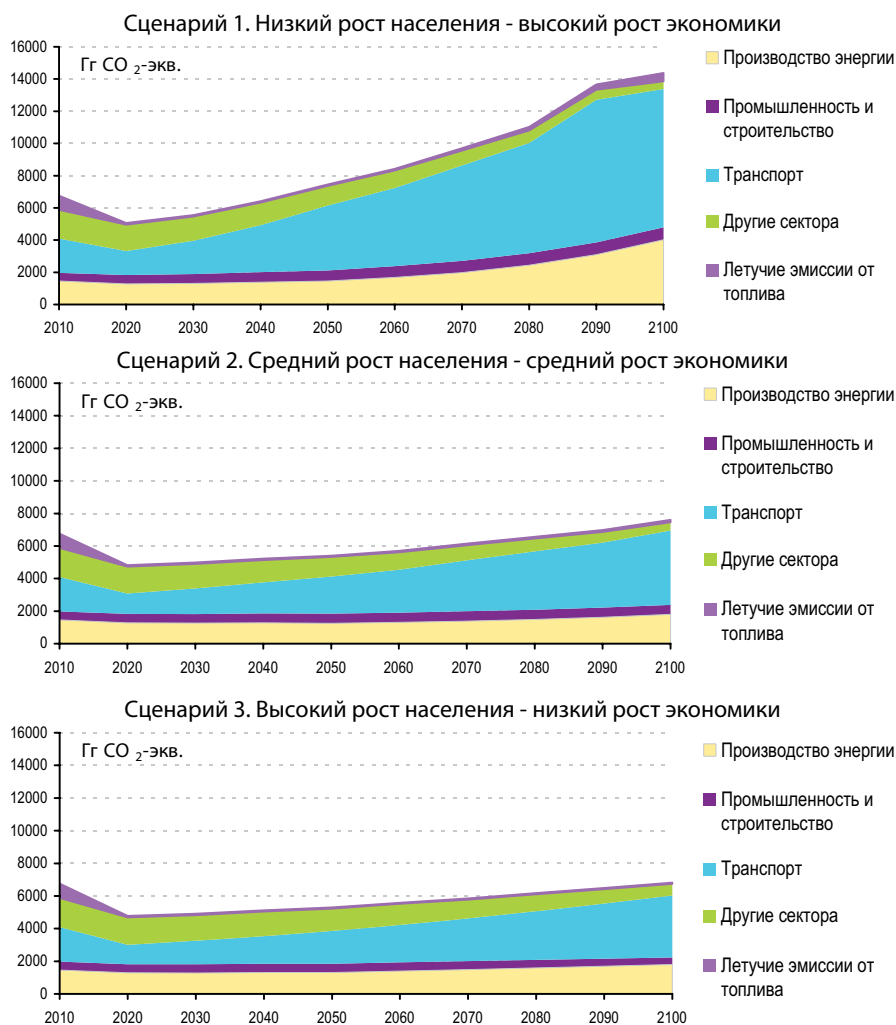 Сценарий 1. Низкий рост населения - высокий рост экономики
16000
14000
12000
10000
8000
6000
4000
2000
0
Гг СО 2-экв.
2010 2020 2030 2040 2050 2060 2070 2080 2090 2100
Производство энергии
Промышленность и
строительство
Транспорт
Другие сектора
Летучие эмиссии от
топлива
Сценарий 2. Средний рост населения - средний рост экономики
16000
14000
12000
10000
8000
6000
4000
2000
0
Гг СО 2-экв.
2010 2020 2030 2040 2050 2060 2070 2080 2090 2100
Производство энергии
Промышленность и
строительство
Транспорт
Другие сектора
Летучие эмиссии от
топлива
Сценарий 3. Высокий рост населения - низкий рост экономики
16000
14000
12000
10000
8000
6000
4000
2000
0
Гг СО 2-экв.
2010 2020 2030 2040 2050 2060 2070 2080 2090 2100
Производство энергии
Промышленность и
строительство
Транспорт
Другие сектора
Летучие эмиссии от
топлива